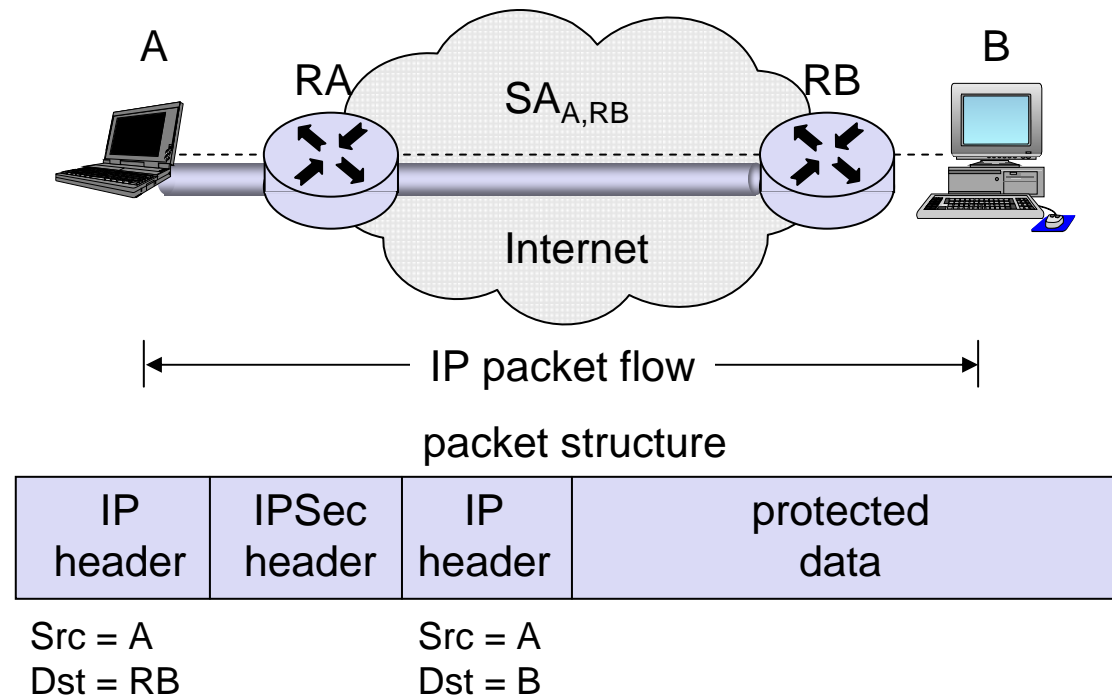 A
B
RA
RB
SA_A,RB
Internet
IP packet flow
packet structure
IP header
IPSec header
IP header
protected data
Src = A
Dst = RB
Src = A
Dst = B